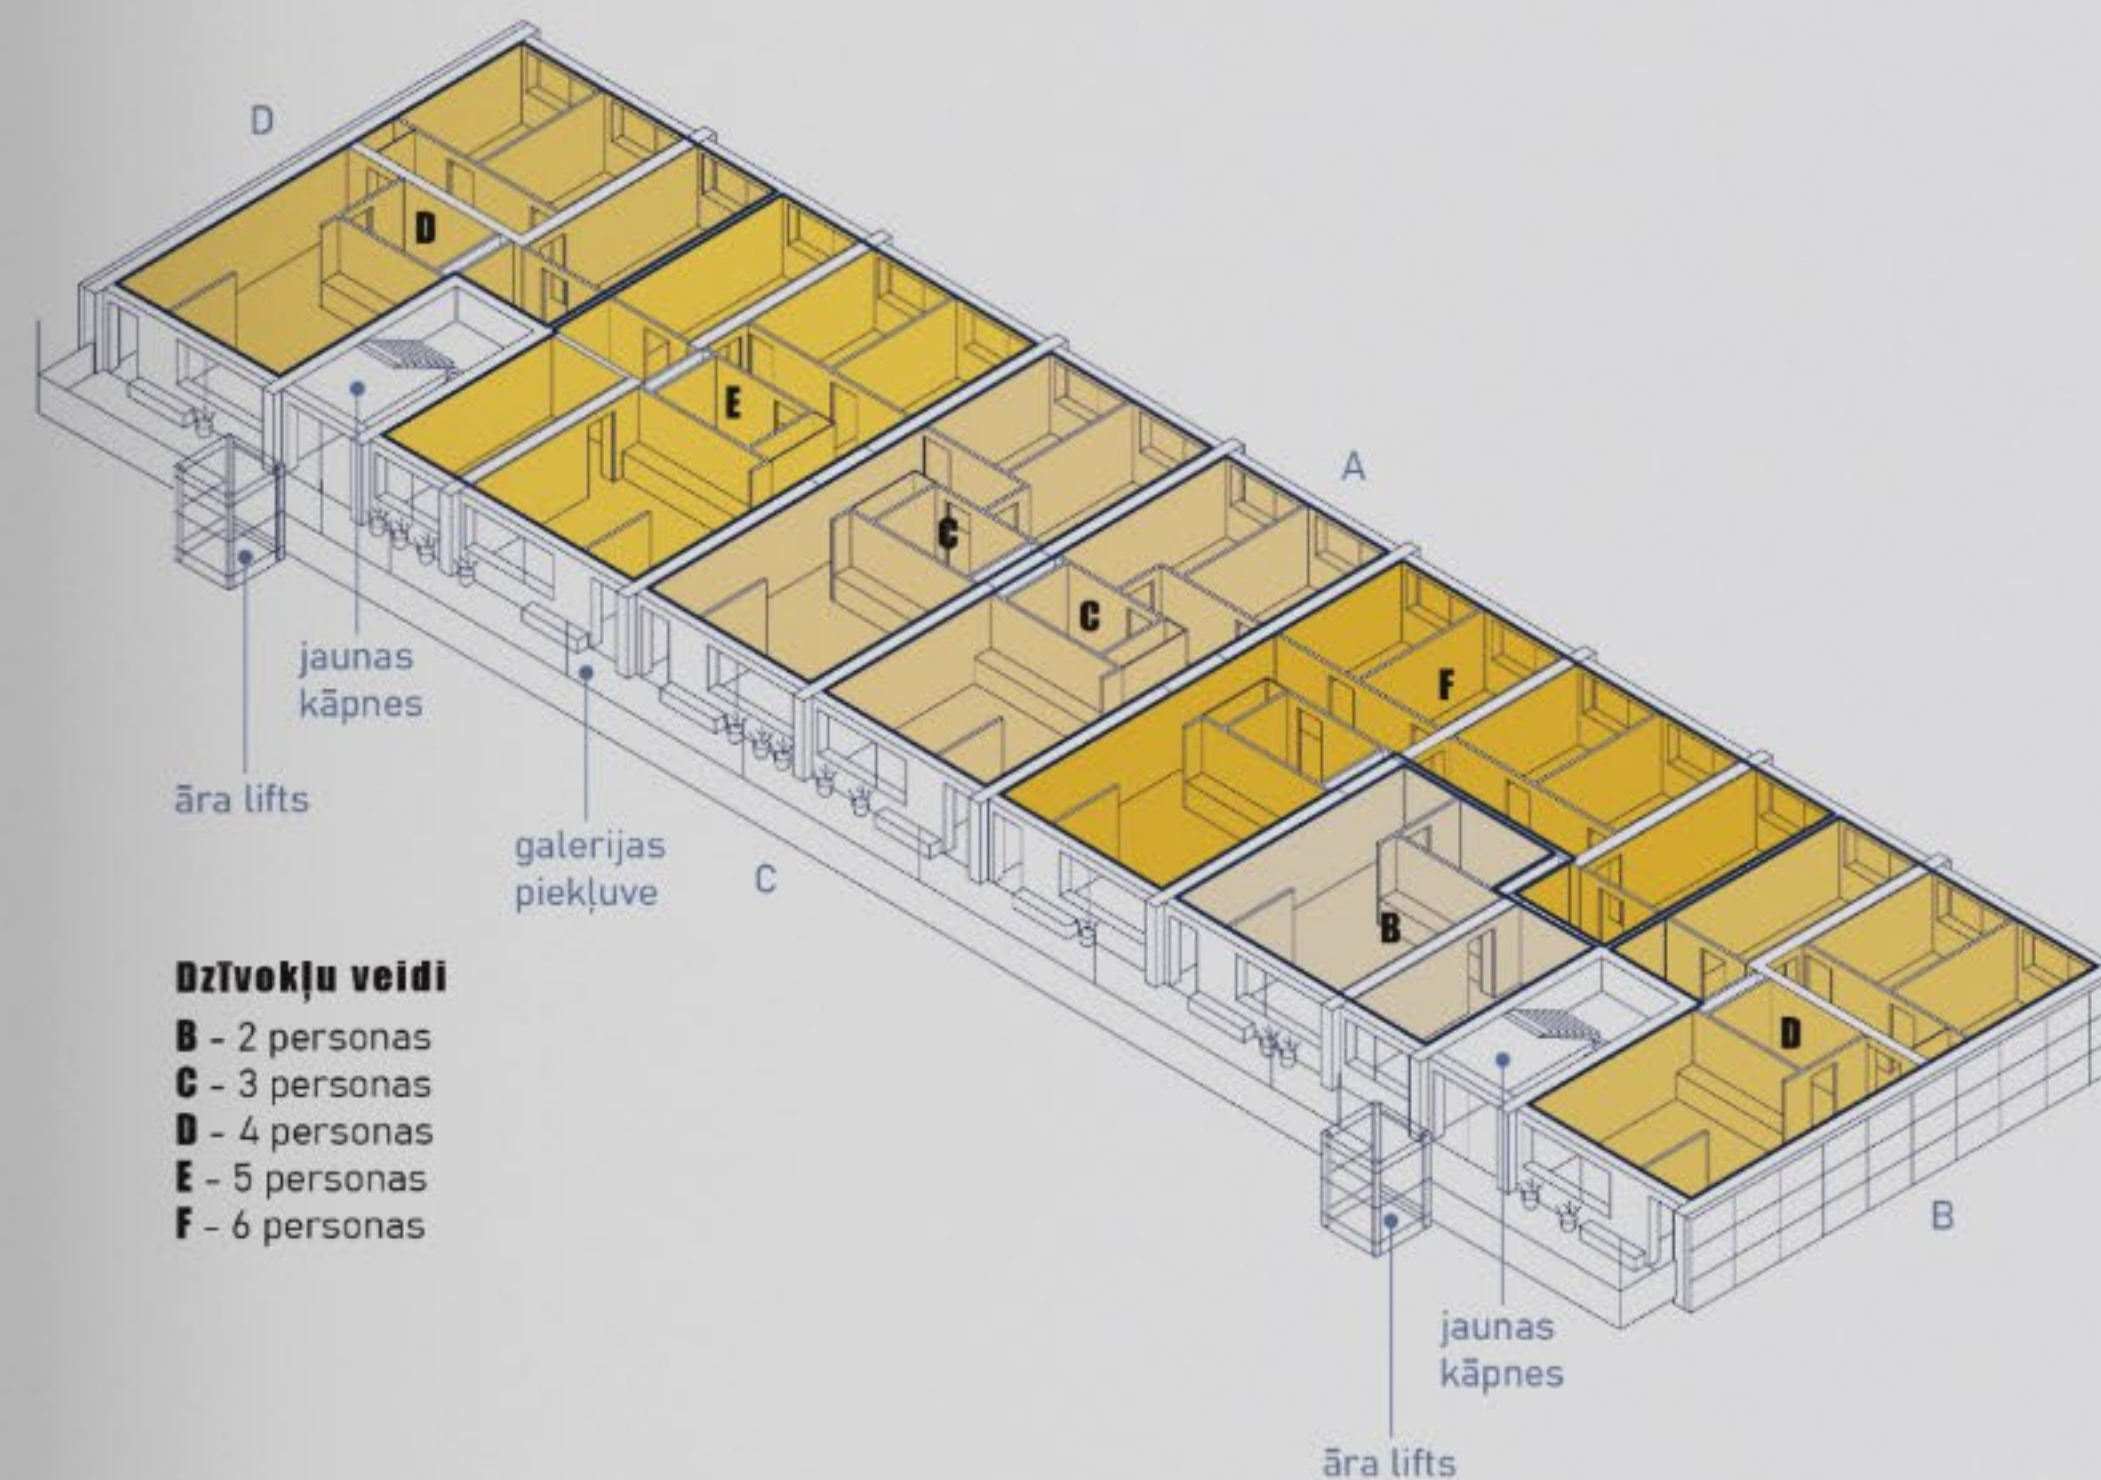 D
D
A
E
C
C
F
jaunas
kāpnes
āra lifts
galerijas
piekļuve
C
B
D
B
Dzīvokļu veidi
B - 2 personas
C - 3 personas
D - 4 personas
E - 5 personas
F - 6 personas
jaunas
kāpnes
āra lifts